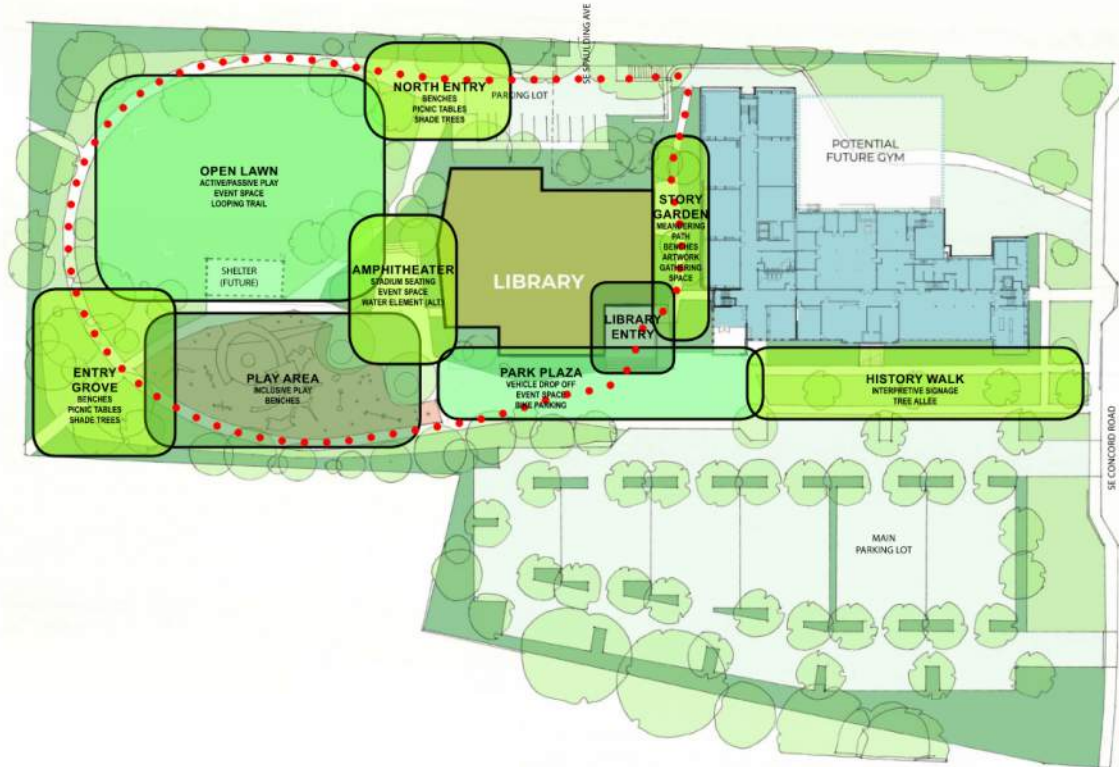 SE SPAULDING AVE
NORTH ENTRY
BENCHES
PICNIC TABLES
SHADE TREES
PARKING LOT
POTENTIAL
FUTURE GYM
OPEN LAWN
ACTIVE/PASSIVE PLAY
EVENT SPACE
LOOPING TRAIL
STORY
GARDEN
MEANDERING
PATH
BENCHES
ARTWORK
GATHERING
SPACE
SHELTER
(FUTURE)
AMPHITHEATER
STADIUM SEATING
EVENT SPACE
WATER ELEMENT (ALT)
LIBRARY
LIBRARY
ENTRY
ENTRY
GROVE
BENCHES
PICNIC TABLES
SHADE TREES
PLAY AREA
INCLUSIVE PLAY
BENCHES
PARK PLAZA
VEHICLE DROP OFF
EVENT SPACE
BIKE PARKING
HISTORY WALK
INTERPRETIVE SIGNAGE
TREE ALLEE
SE CONCORD ROAD
MAIN
PARKING LOT